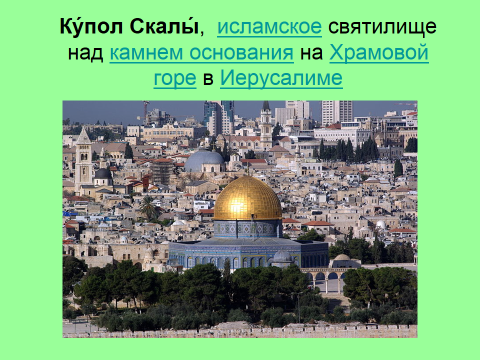 Ку́пол Скалы́, исламское святилище
над камнем основания на Храмовой
горе в Иерусалиме